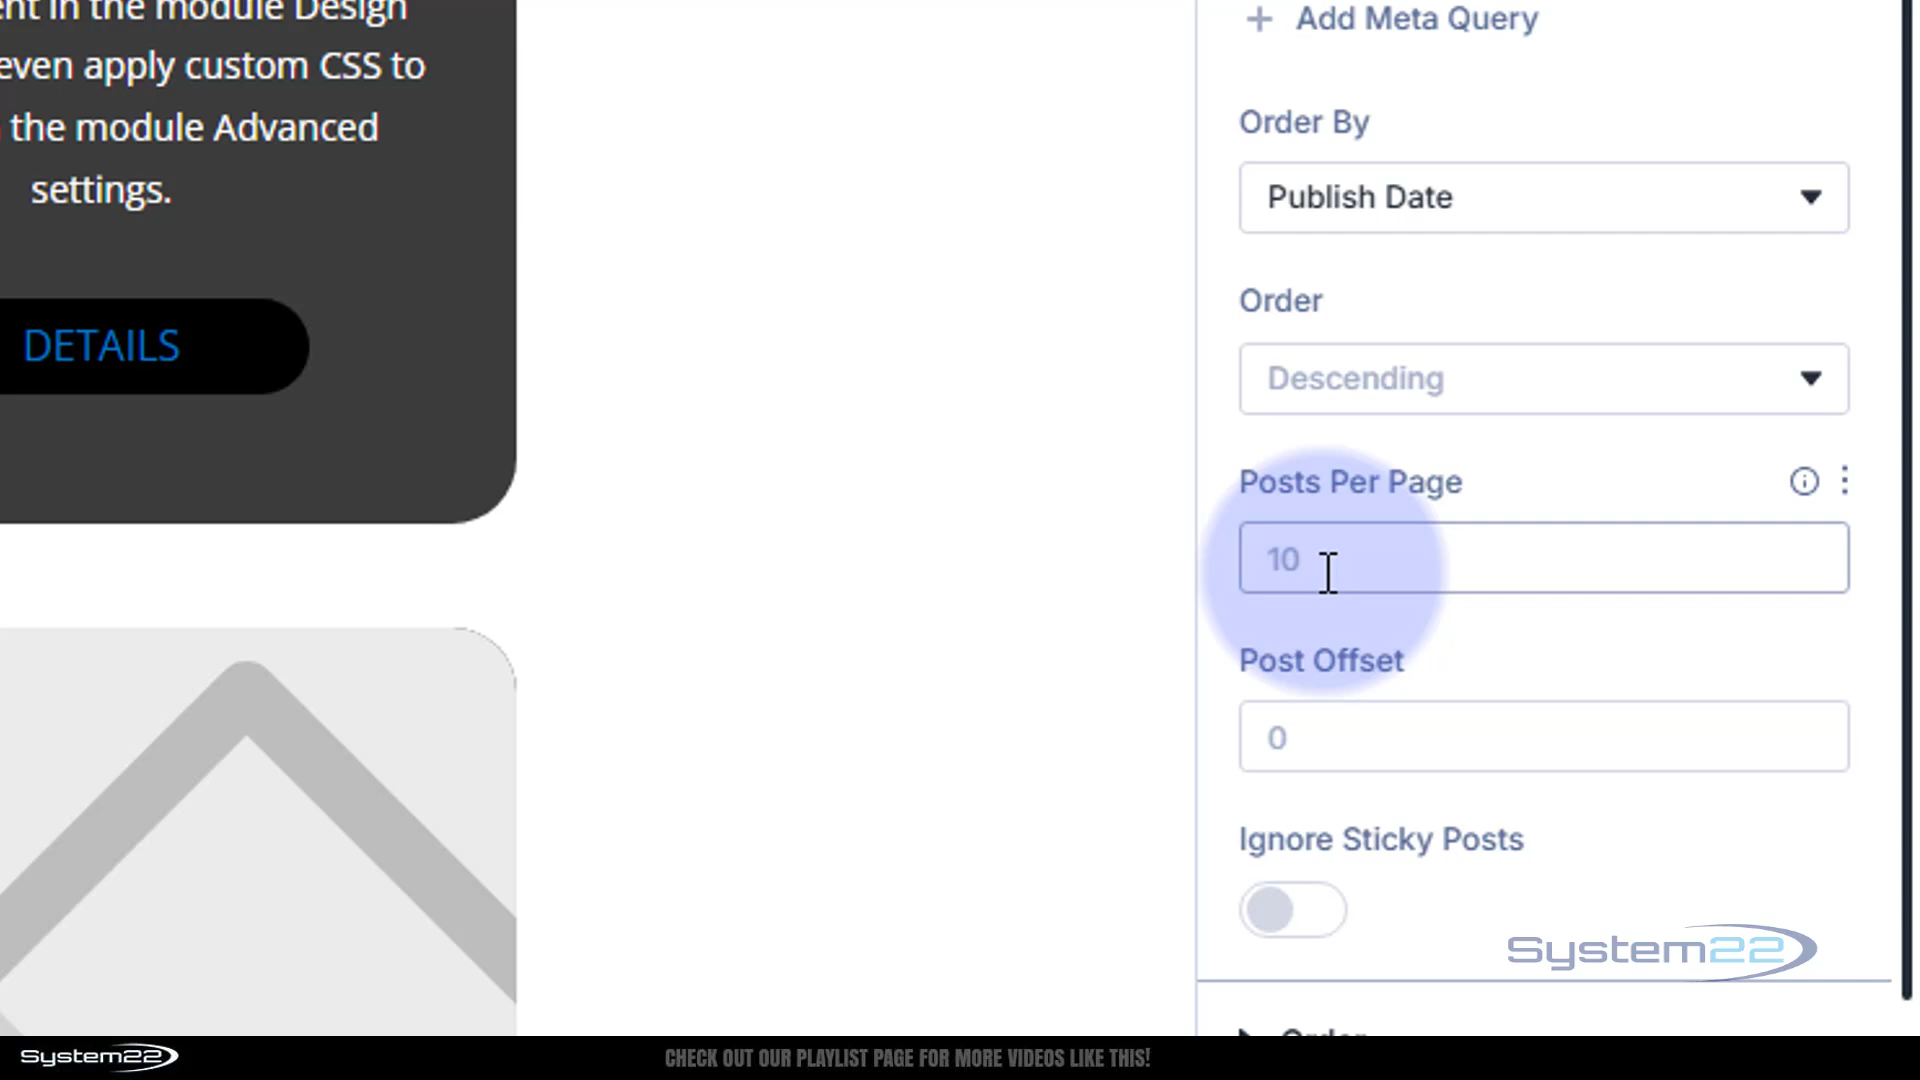 in the module Design
even apply custom CSS to
the module Advanced
settings.
DETAILS
+ Add Meta Query
Order By
Publish Date
Order
Descending
Posts Per Page
10
Post Offset
0
Ignore Sticky Posts
System22
Order
System22
CHECK OUT OUR PLAYLIST PAGE FOR MORE VIDEOS LIKE THIS!